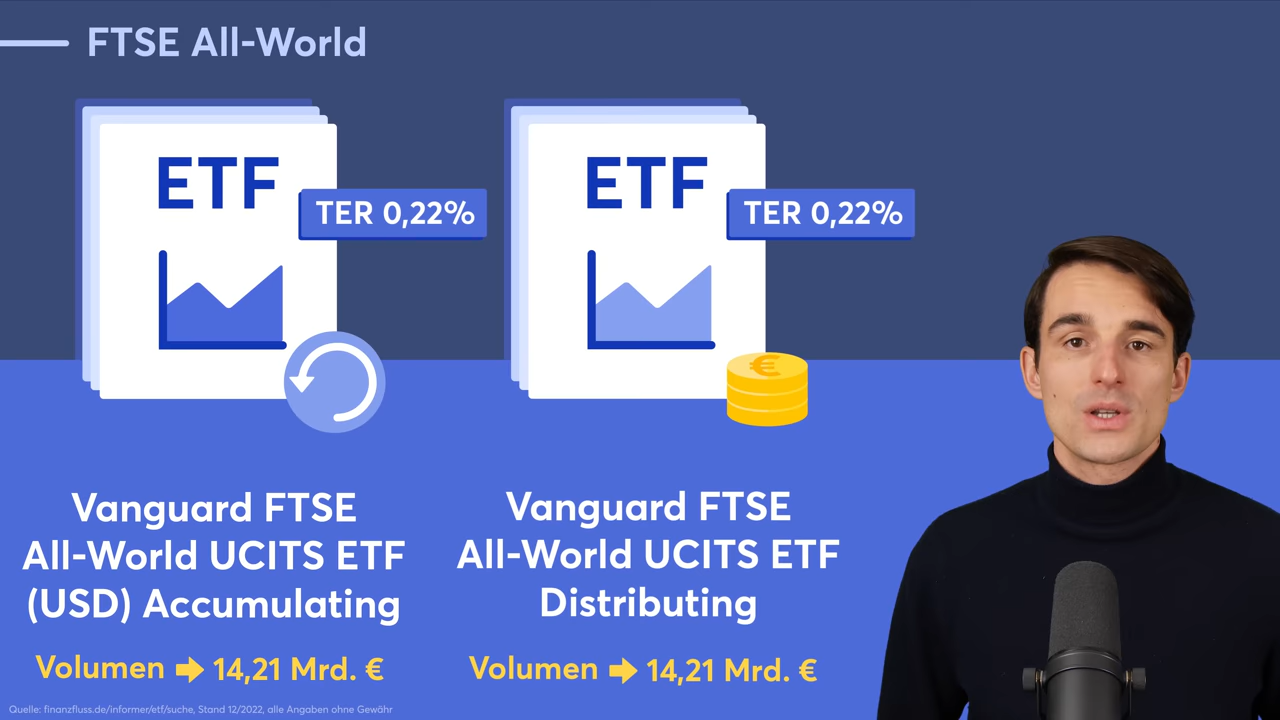 FTSE All-World
ETF
TER 0,22%
Vanguard FTSE
All-World UCITS ETF
(USD) Accumulating
Volumen ➡ 14,21 Mrd. €
ETF
TER 0,22%
€
Vanguard FTSE
All-World UCITS ETF
Distributing
Volumen ➡ 14,21 Mrd. €
Quelle: finanzfluss.de/informer/etf/suche, Stand 12/2022, alle Angaben ohne Gewähr